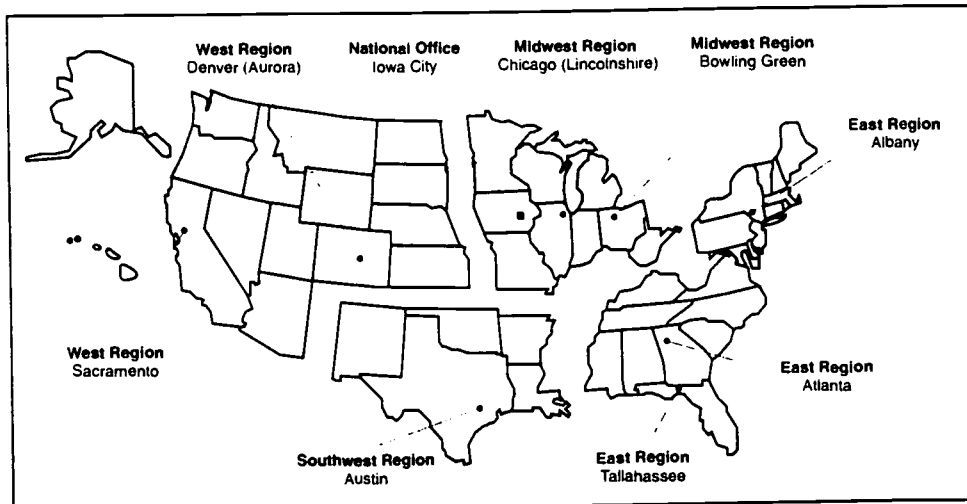 West Region
Denver (Aurora)
National Office
Iowa City
Midwest Region
Chicago (Lincolnshire)
Midwest Region
Bowling Green
East Region
Albany
West Region
Sacramento
East Region
Atlanta
Southwest Region
Austin
East Region
Tallahassee